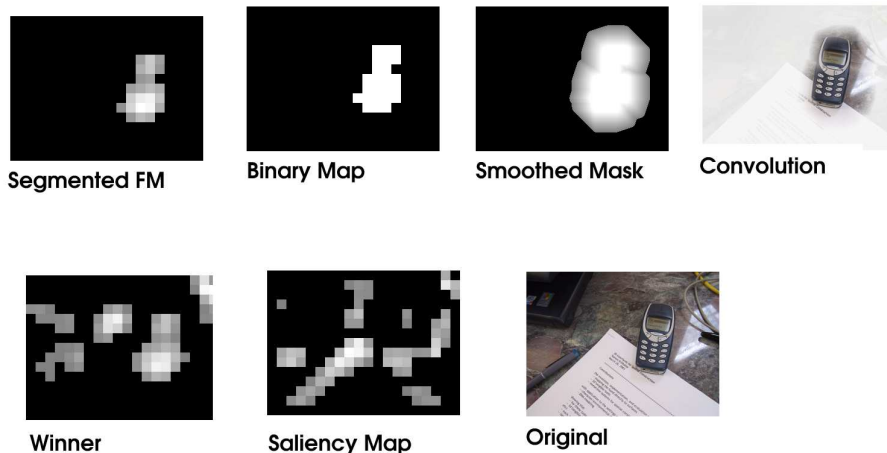 Segmented FM
Binary Map
Smoothed Mask
Convolution
Winner
Saliency Map
Original